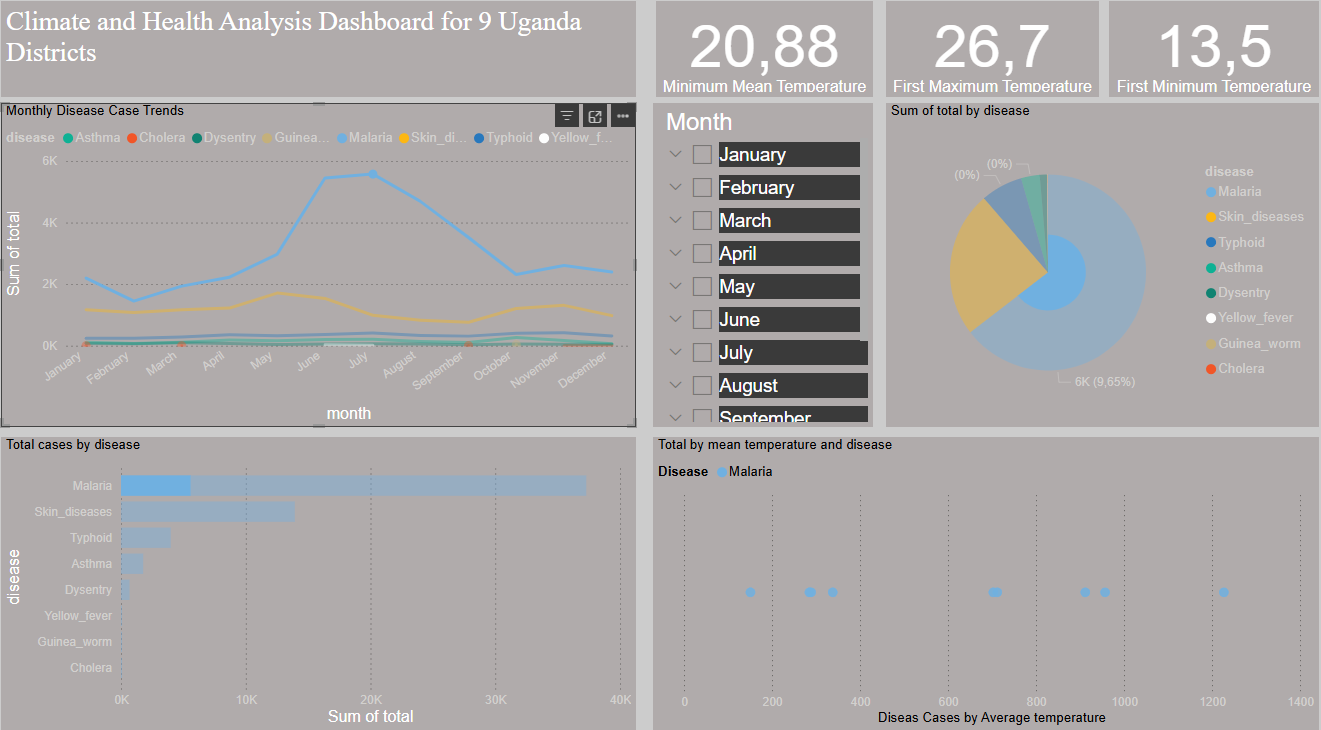 Climate and Health Analysis Dashboard for 9 Uganda
Districts
20,88
Minimum Mean Temperature
26,7
First Maximum Temperature
13,5
First Minimum Temperature
Monthly Disease Case Trends
disease Asthma Cholera Dysentry Guinea... Malaria Skin_di... Typhoid Yellow_f...
6K
4K
2K
0K
Sum of total
January February March April May June July August September October November December
month
Month
January
February
March
April
May
June
July
August
September
Sum of total by disease
(0%)
(0%)
6K (9,65%)
disease
Malaria
Skin_diseases
Typhoid
Asthma
Dysentry
Yellow_fever
Guinea_worm
Cholera
Total cases by disease
disease
Malaria
Skin_diseases
Typhoid
Asthma
Dysentry
Yellow_fever
Guinea_worm
Cholera
0K 10K 20K 30K 40K
Sum of total
Total by mean temperature and disease
Disease Malaria
0 200 400 600 800 1000 1200 1400
Diseas Cases by Average temperature